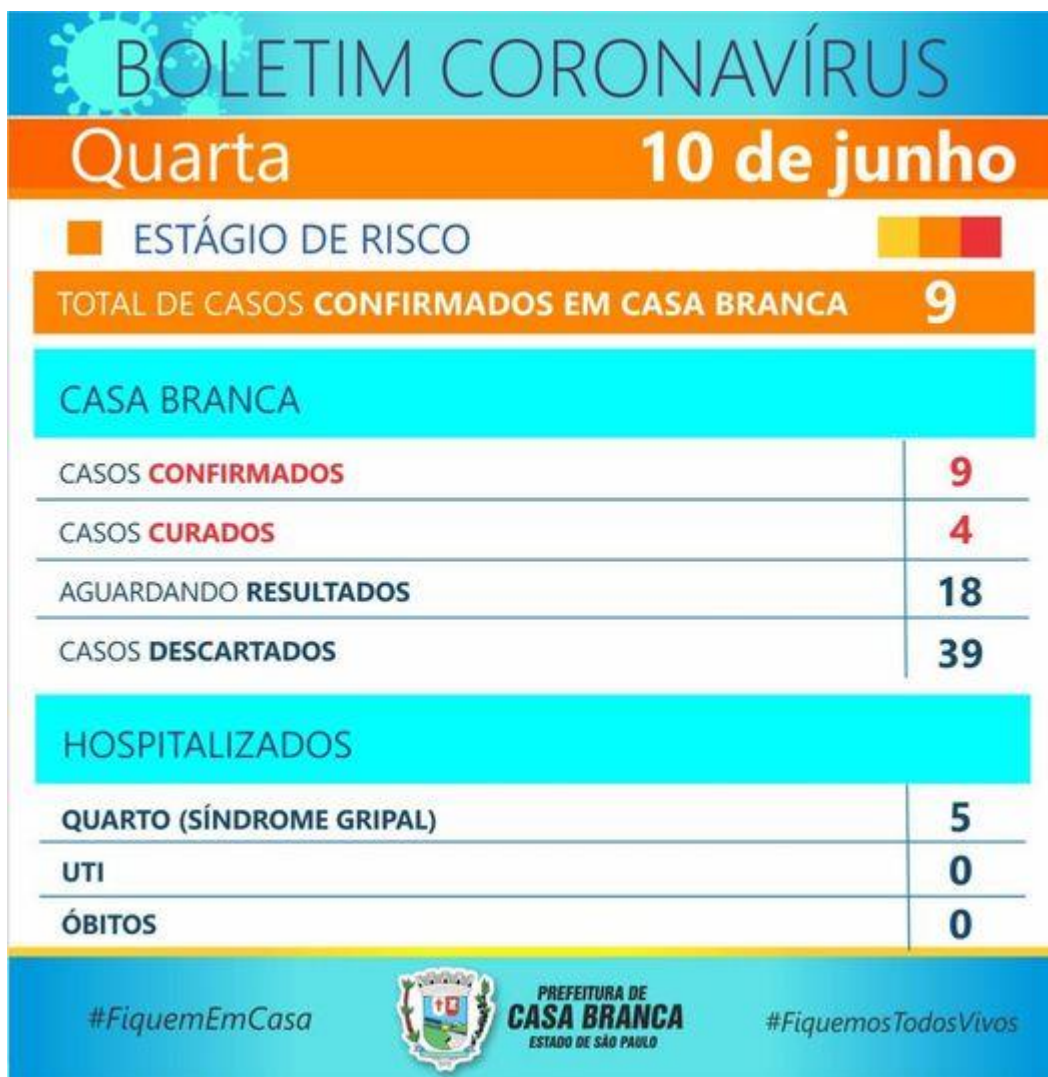 BOLETIM CORONAVÍRUS
Quarta 10 de junho
ESTÁGIO DE RISCO
TOTAL DE CASOS CONFIRMADOS EM CASA BRANCA 9
CASA BRANCA
CASOS CONFIRMADOS 9
CASOS CURADOS 4
AGUARDANDO RESULTADOS 18
CASOS DESCARTADOS 39
HOSPITALIZADOS
QUARTO (SÍNDROME GRIPAL) 5
UTI 0
ÓBITOS 0
#FiquemEmCasa
PREFEITURA DE
CASA BRANCA
ESTADO DE SÃO PAULO
#FiquemosTodosVivos